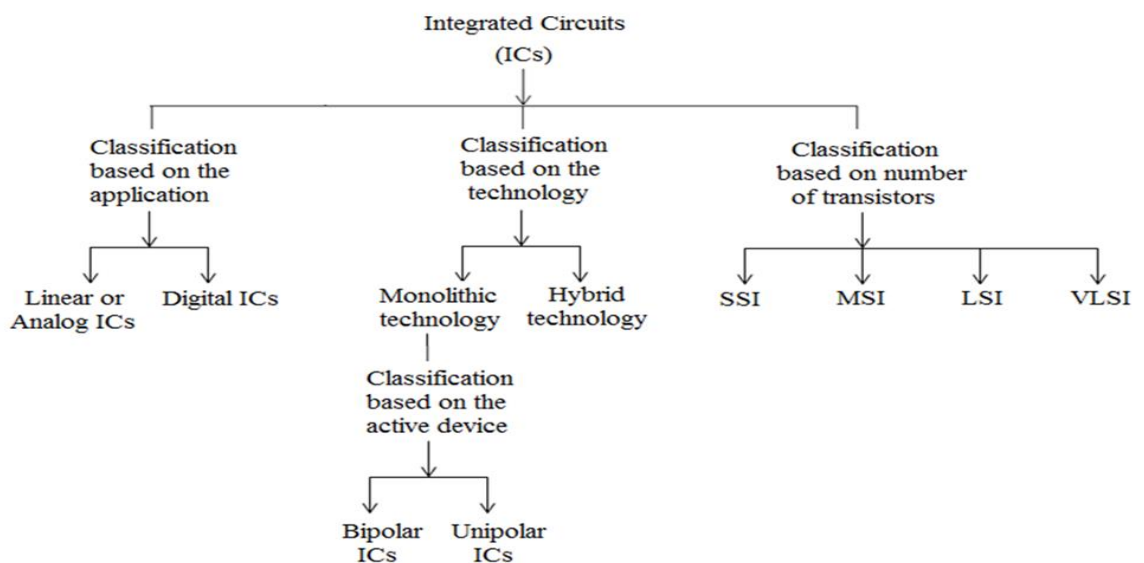 Integrated Circuits
(ICs)
Classification
based on the
application
Classification
based on the
technology
Classification
based on number
of transistors
Linear or
Analog ICs
Digital ICs
Monolithic
technology
Hybrid
technology
SSI
MSI
LSI
VLSI
Classification
based on the
active device
Bipolar
ICs
Unipolar
ICs